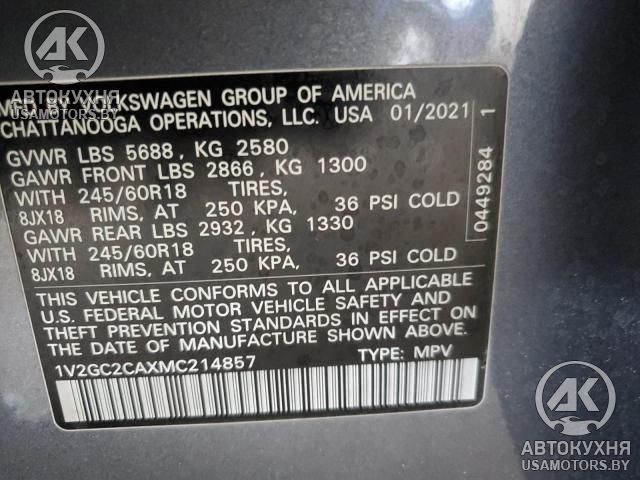 AK
АВТОКУХНЯ
USAMOTORS.BY
MFD BY VOLKSWAGEN GROUP OF AMERICA
CHATTANOOGA OPERATIONS, LLC. USA 01/2021 1
GVWR LBS 5688, KG 2580
GAWR FRONT LBS 2866, KG 1300
WITH 245/60R18 TIRES,
8JX18 RIMS, AT 250 KPA, 36 PSI COLD
GAWR REAR LBS 2932, KG 1330
WITH 245/60R18 TIRES,
8JX18 RIMS, AT 250 KPA, 36 PSI COLD
0449284
THIS VEHICLE CONFORMS TO ALL APPLICABLE
U.S. FEDERAL MOTOR VEHICLE SAFETY AND
THEFT PREVENTION STANDARDS IN EFFECT ON
THE DATE OF MANUFACTURE SHOWN ABOVE.
1V2GC2CAXMC214857 TYPE: MPV
AK
АВТОКУХНЯ
USAMOTORS.BY